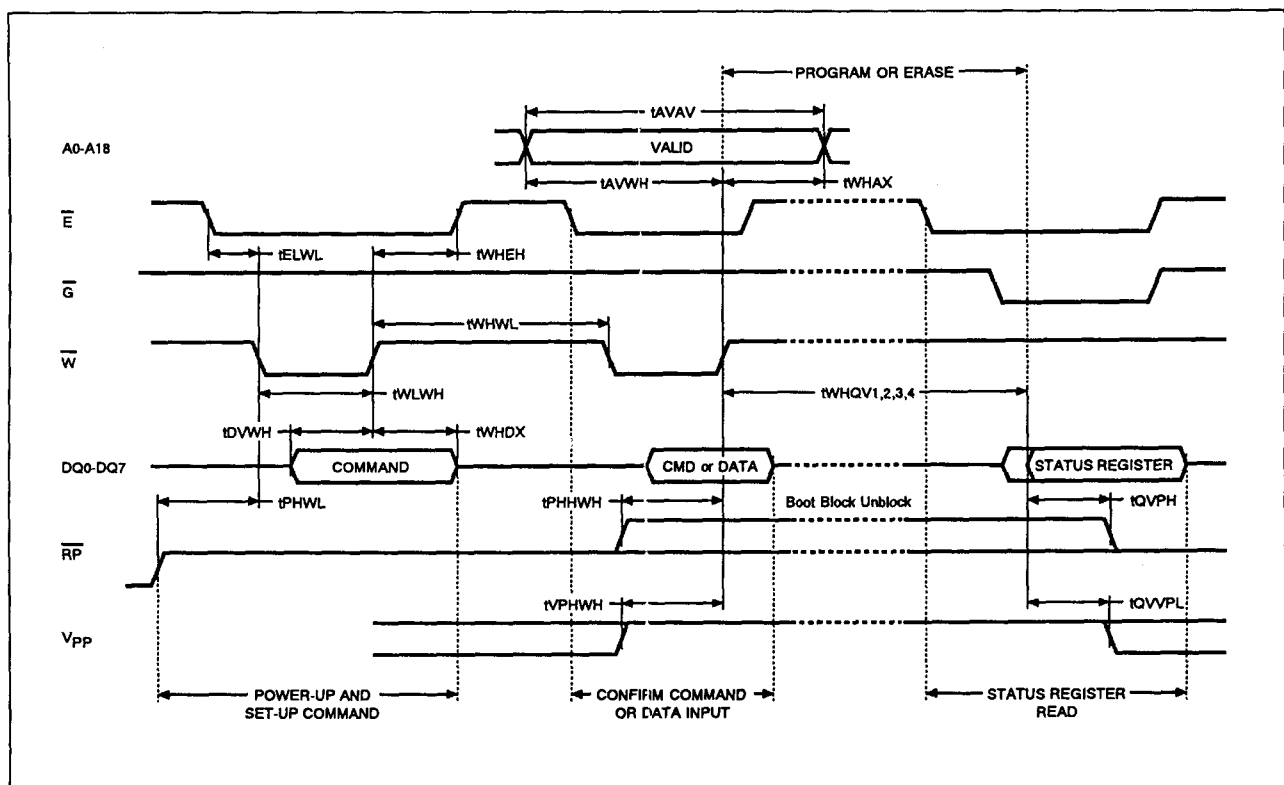 PROGRAM OR ERASE
tAVAV
A0-A18
VALID
tAVWH
tWHAX
E
tELWL
tWHEH
G
tWHWL
W
tWLWH
tWHQV1,2,3,4
tDVWH
tWHDX
DQ0-DQ7
COMMAND
CMD or DATA
STATUS REGISTER
tPHWL
tPHHWH
Boot Block Unblock
tQVPH
RP
tVPHWH
tQVVPL
VPP
POWER-UP AND
SET-UP COMMAND
CONFIRM COMMAND
OR DATA INPUT
STATUS REGISTER
READ